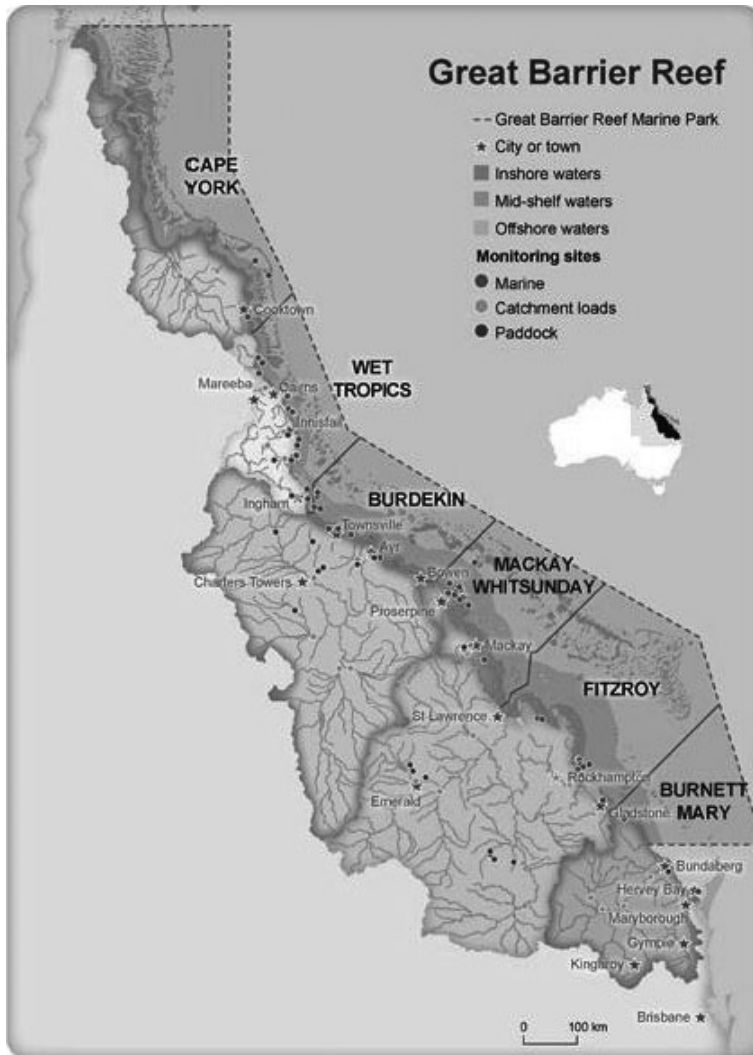 Great Barrier Reef
Great Barrier Reef Marine Park
City or town
Inshore waters
Mid-shelf waters
Offshore waters
Monitoring sites
Marine
Catchment loads
Paddock
CAPE
YORK
Cooktown
WET
TROPICS
Mareeba
Cairns
Innisfail
Ingham
BURDEKIN
Townsville
Ayr
Charters Towers
Bowen
MACKAY
WHITSUNDAY
Proserpine
Mackay
FITZROY
St Lawrence
Rockhampton
Emerald
Gladstone
BURNETT
MARY
Bundaberg
Hervey Bay
Maryborough
Gympie
Kingaroy
Brisbane
0 100 km